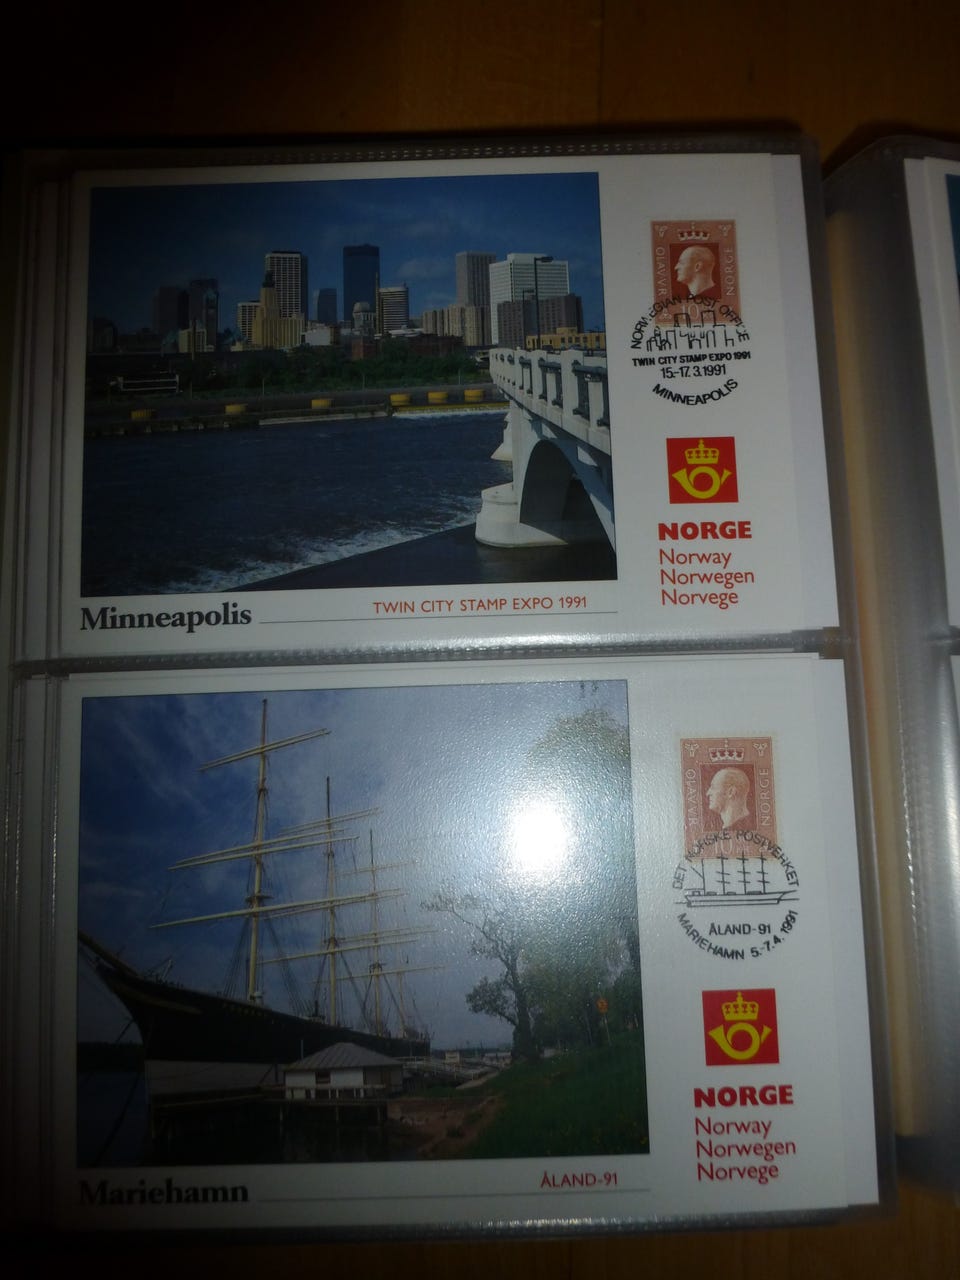 OLAV V R
NORGE
NORWEGIAN POST OFFICE
TWIN CITY STAMP EXPO 1991
15.-17.3.1991
MINNEAPOLIS
NORGE
Norway
Norwegen
Norvege
Minneapolis
TWIN CITY STAMP EXPO 1991
OLAV V R
NORGE
DET NORSKE POSTVERKET
ÅLAND-91
MARIEHAMN 5.-7.4.1991
NORGE
Norway
Norwegen
Norvege
Mariehamn
ÅLAND-91